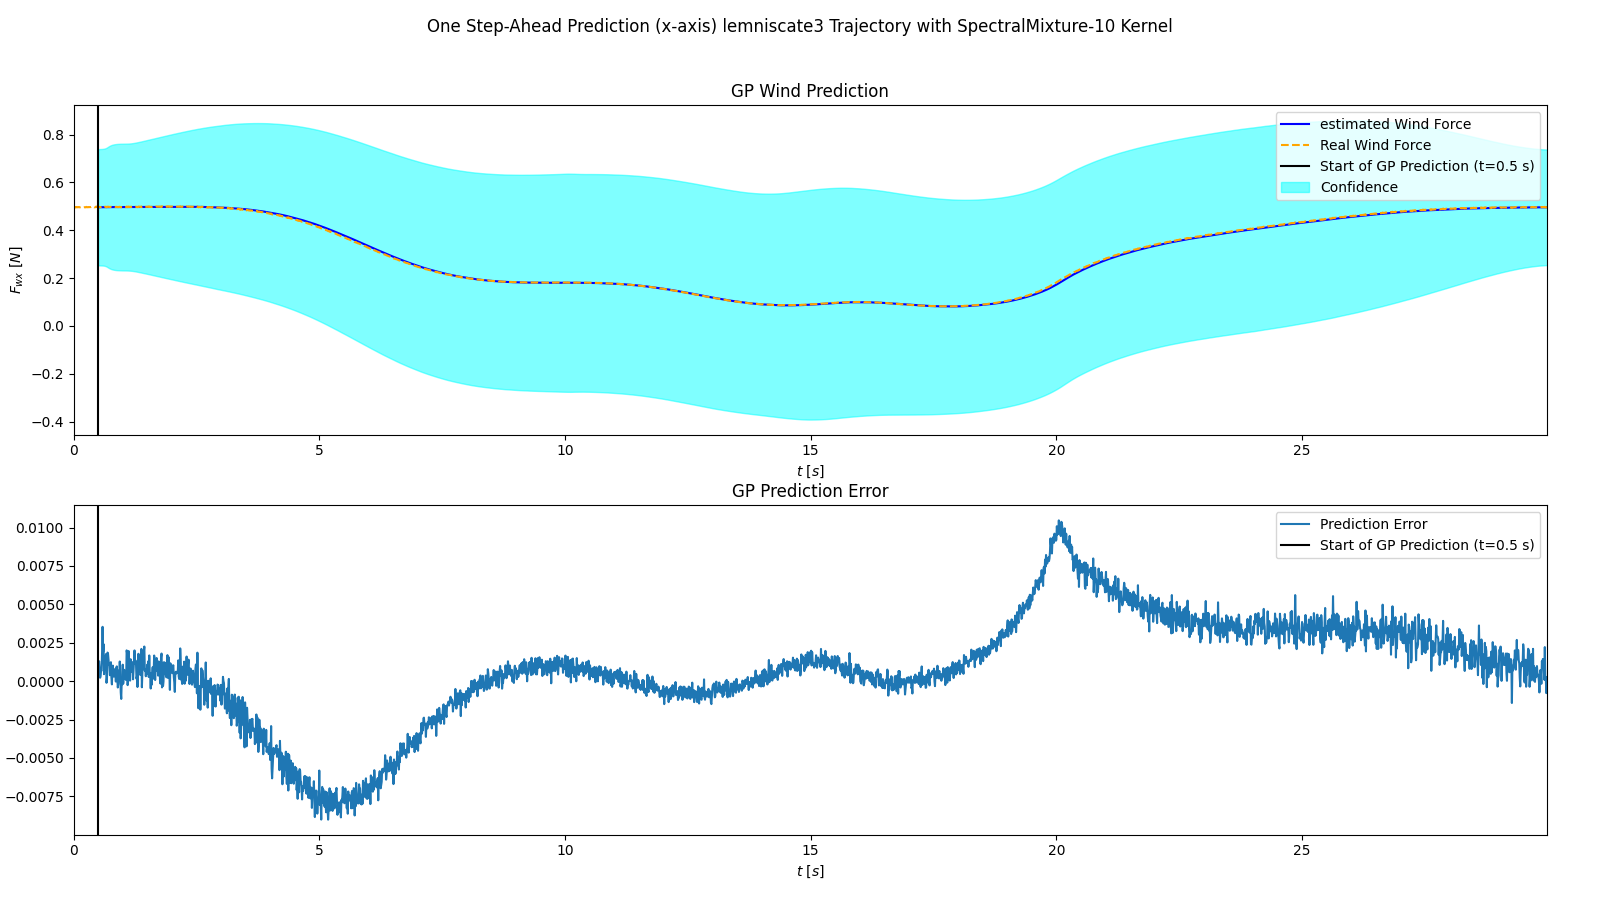 One Step-Ahead Prediction (x-axis) lemniscate3 Trajectory with SpectralMixture-10 Kernel
GP Wind Prediction
F_wx [N]
0.8
0.6
0.4
0.2
0.0
−0.2
−0.4
estimated Wind Force
Real Wind Force
Start of GP Prediction (t=0.5 s)
Confidence
0 5 10 15 20 25
t [s]
GP Prediction Error
0.0100
0.0075
0.0050
0.0025
0.0000
−0.0025
−0.0050
−0.0075
Prediction Error
Start of GP Prediction (t=0.5 s)
0 5 10 15 20 25
t [s]